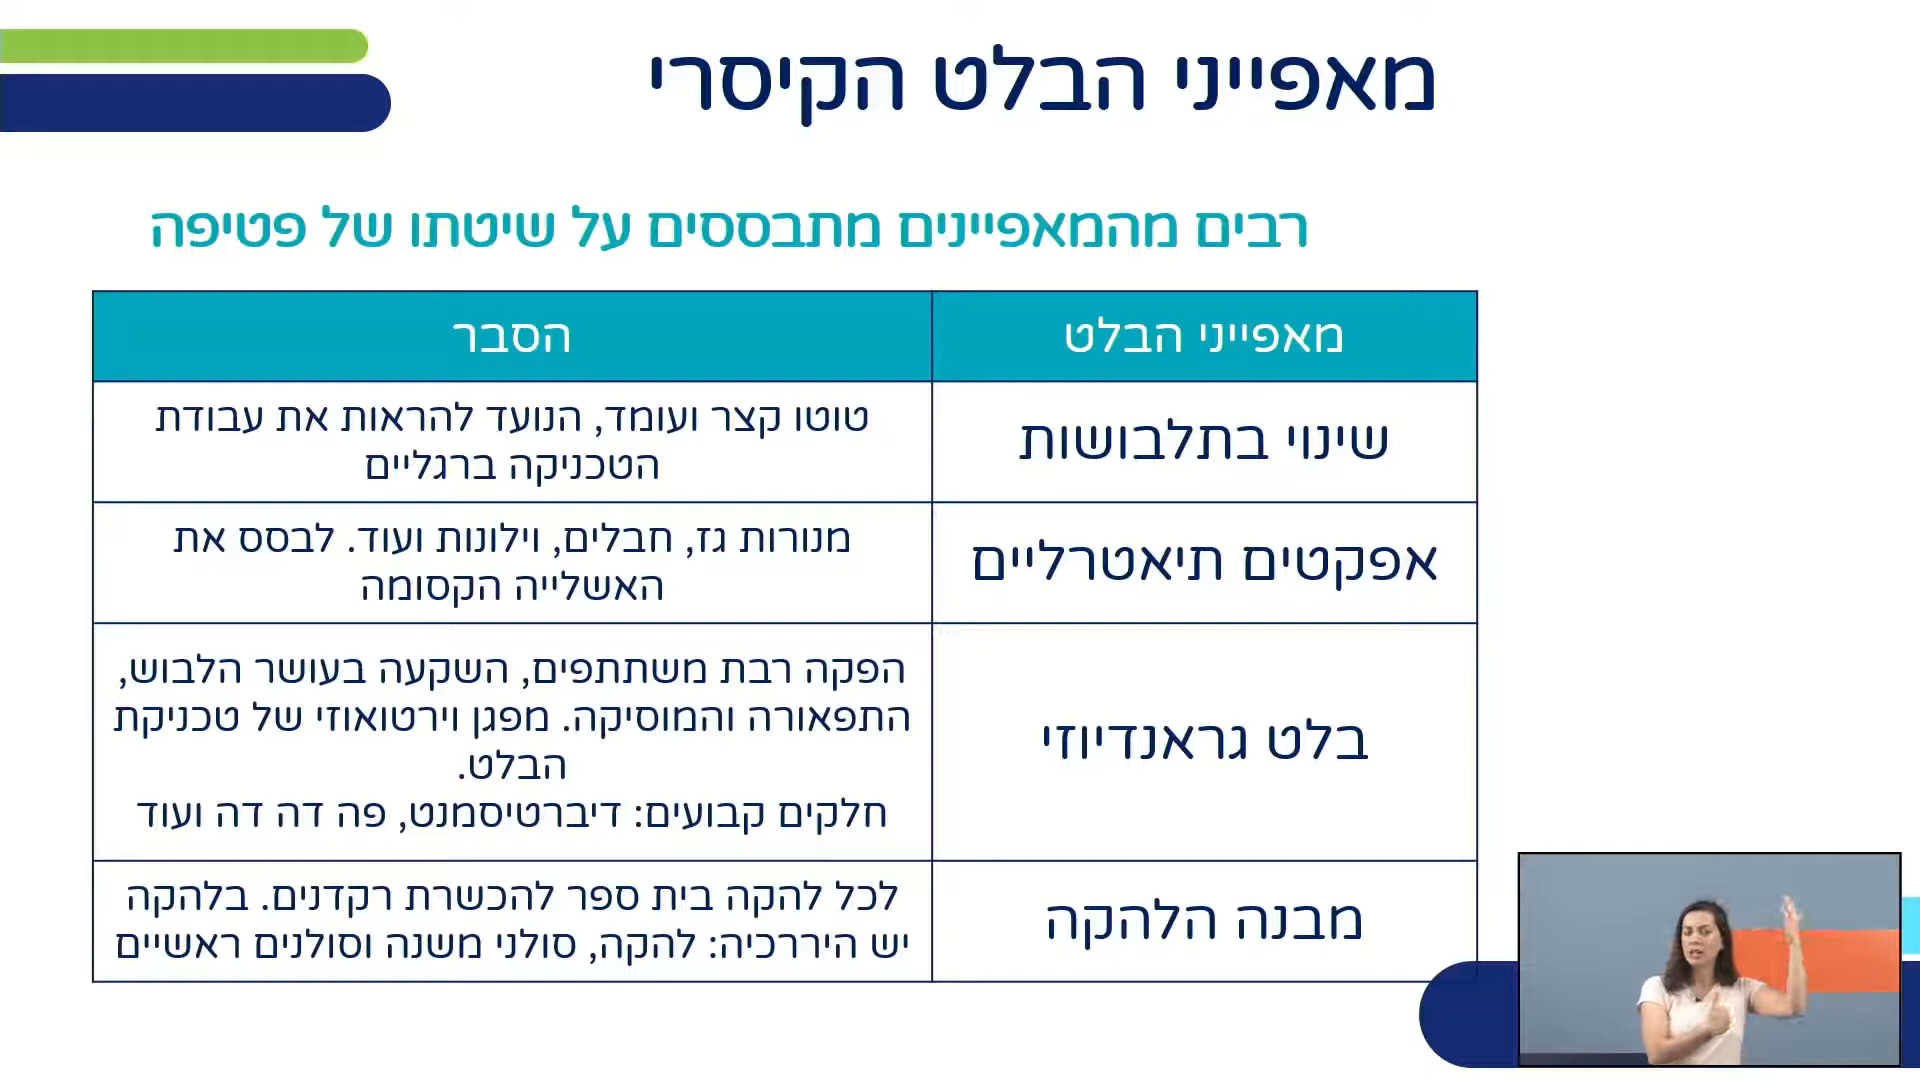 מאפייני הבלט הקיסרי
רבים מהמאפיינים מתבססים על שיטתו של פטיפה
מאפייני הבלט
הסבר
שינוי בתלבושות
טוטו קצר ועומד, הנועד להראות את עבודת
הטכניקה ברגליים
אפקטים תיאטרליים
מנורות גז, חבלים, וילונות ועוד. לבסס את
האשלייה הקסומה
בלט גראנדיוזי
הפקה רבת משתתפים, השקעה בעושר הלבוש,
התפאורה והמוסיקה. מפגן וירטואוזי של טכניקת
הבלט.
חלקים קבועים: דיברטיסמנט, פה דה דה ועוד
מבנה הלהקה
לכל להקה בית ספר להכשרת רקדנים. בלהקה
יש היררכיה: להקה, סולני משנה וסולנים ראשיים